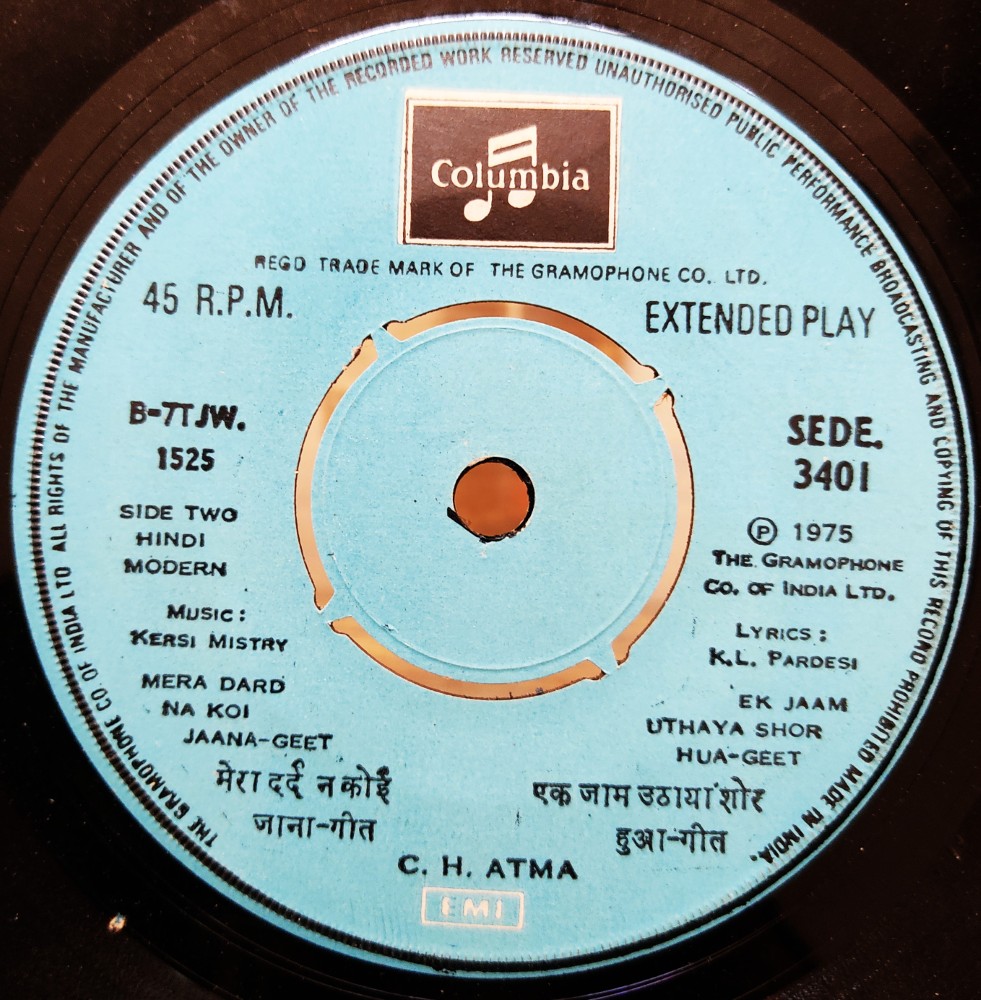 THE GRAMOPHONE CO. OF INDIA LTD ALL RIGHTS OF THE MANUFACTURER AND OF THE OWNER OF THE RECORDED WORK RESERVED UNAUTHORISED PUBLIC PERFORMANCE BROADCASTING AND COPYING OF THIS RECORD PROHIBITED MADE IN INDIA.
Columbia
REGD TRADE MARK OF THE GRAMOPHONE CO. LTD.
45 R.P.M.
EXTENDED PLAY
B-7TJW.
1525
SEDE.
3401
SIDE TWO
HINDI
MODERN
Ⓟ 1975
THE GRAMOPHONE
CO. OF INDIA LTD.
MUSIC:
KERSI MISTRY
LYRICS:
K.L. PARDESI
MERA DARD
NA KOI
JAANA-GEET
EK JAAM
UTHAYA SHOR
HUA-GEET
मेरा दर्द न कोई
जाना-गीत
एक जाम उठाया शोर
हुआ-गीत
C. H. ATMA
EMI